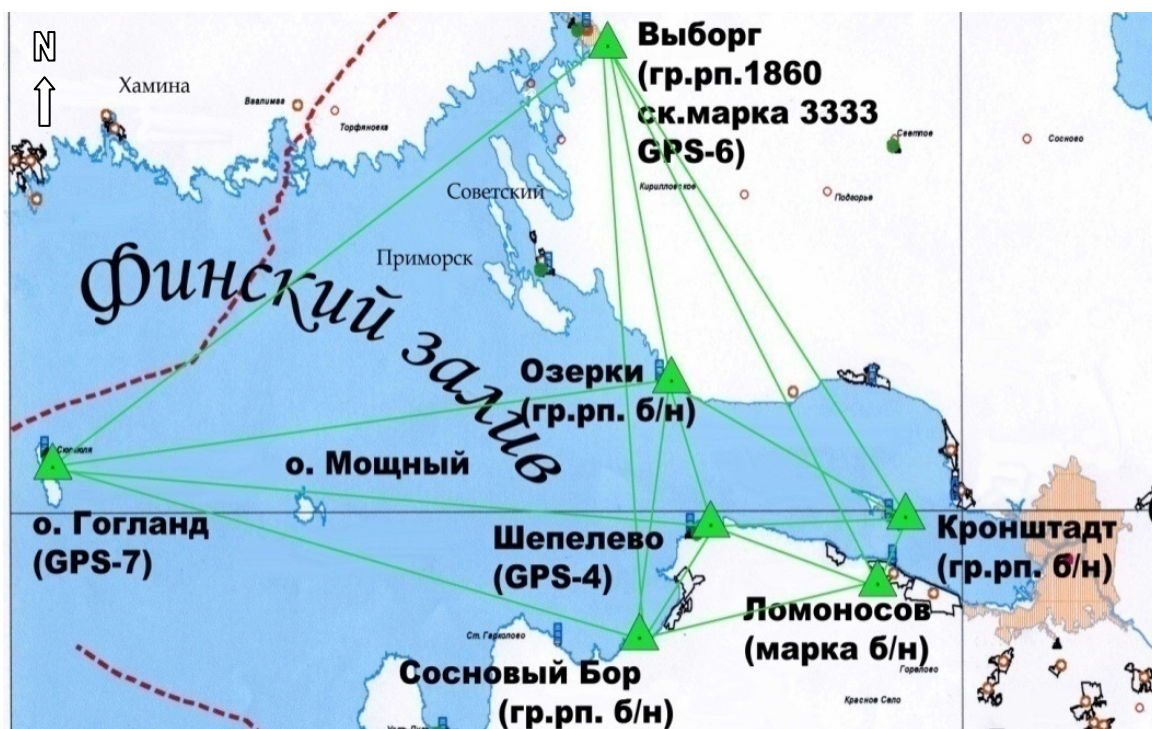 N
Выборг
(гр.рп.1860
ск.марка 3333
GPS-6)
Хамина
Ваалимаа
Торфяновка
Светлое
Сосново
Советский
Кирилловское
Подворье
Приморск
Финский залив
Озерки
(гр.рп. б/н)
о. Мощный
о. Гогланд
(GPS-7)
Шепелево
(GPS-4)
Кронштадт
(гр.рп. б/н)
Ломоносов
(марка б/н)
Ст. Гарколово
Сосновый Бор
(гр.рп. б/н)
Горелово
Красное Село